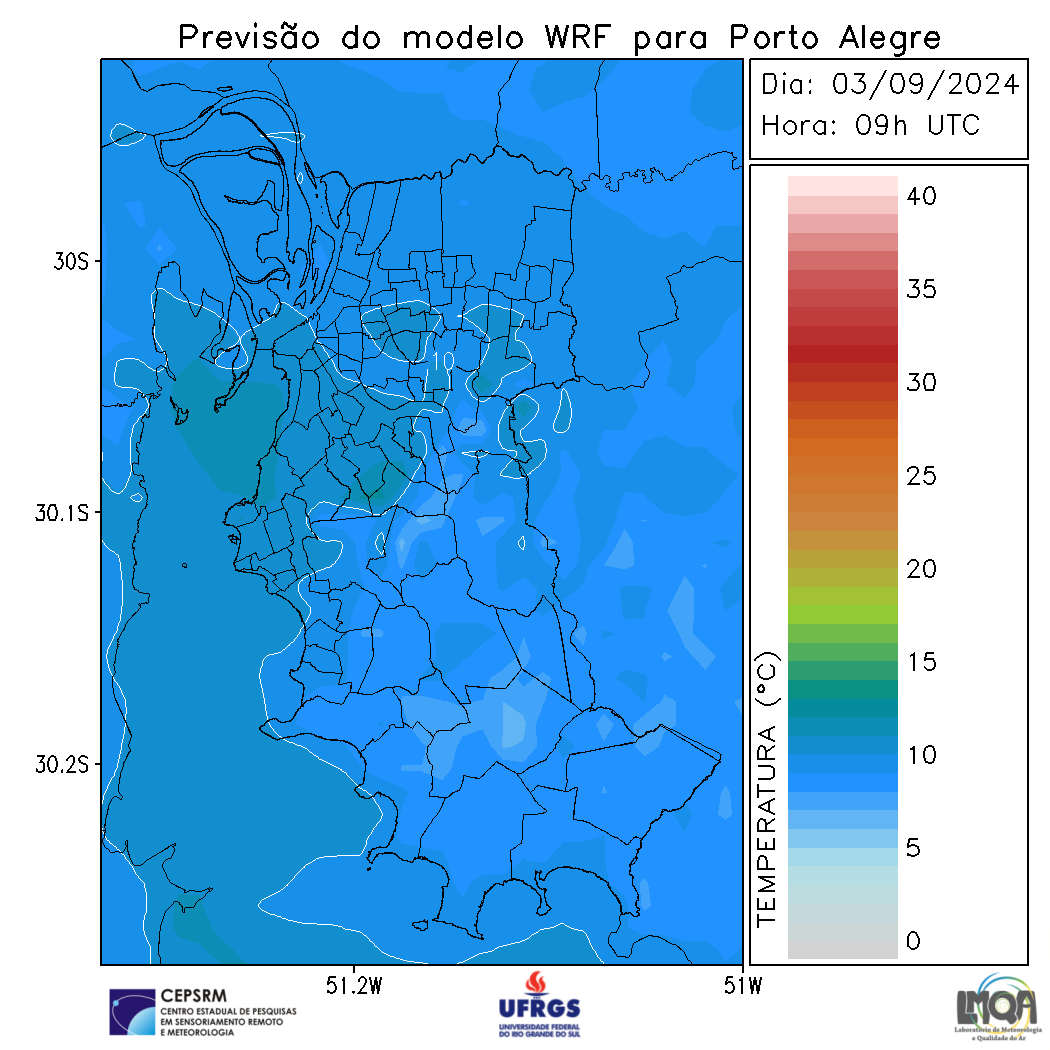 Previsão do modelo WRF para Porto Alegre
Dia: 03/09/2024
Hora: 09h UTC
40
35
30
25
20
15
10
5
0
TEMPERATURA (°C)
30S
30.1S
30.2S
10
51.2W
51W
CEPSRM
CENTRO ESTADUAL DE PESQUISAS
EM SENSORIAMENTO REMOTO
E METEOROLOGIA
UFRGS
UNIVERSIDADE FEDERAL
DO RIO GRANDE DO SUL
LMQA
Laboratório de Meteorologia
e Qualidade do Ar